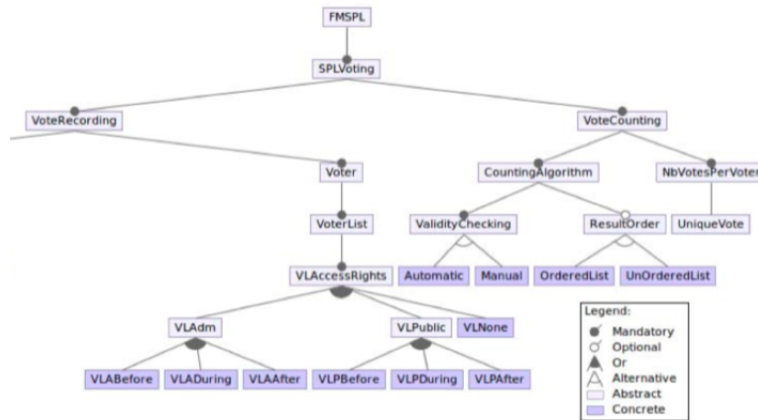 FMSPL
SPLVoting
VoteRecording
VoteCounting
Voter
CountingAlgorithm
NbVotesPerVoter
VoterList
ValidityChecking
ResultOrder
UniqueVote
VLAccessRights
Automatic
Manual
OrderedList
UnOrderedList
VLAdm
VLPublic
VLNone
VLABefore
VLADuring
VLAAfter
VLPBefore
VLPDuring
VLPAfter
Legend:
Mandatory
Optional
Or
Alternative
Abstract
Concrete